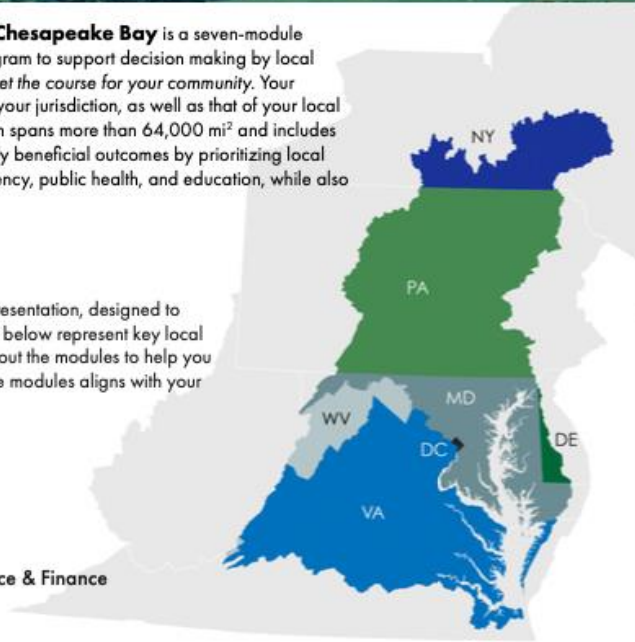 Chesapeake Bay is a seven-module
gram to support decision making by local
et the course for your community. Your
your jurisdiction, as well as that of your local
n spans more than 64,000 mi² and includes
fy beneficial outcomes by prioritizing local
ency, public health, and education, while also
esentation, designed to
below represent key local
out the modules to help you
e modules aligns with your
ce & Finance
NY
PA
MD
WV
DE
DC
VA